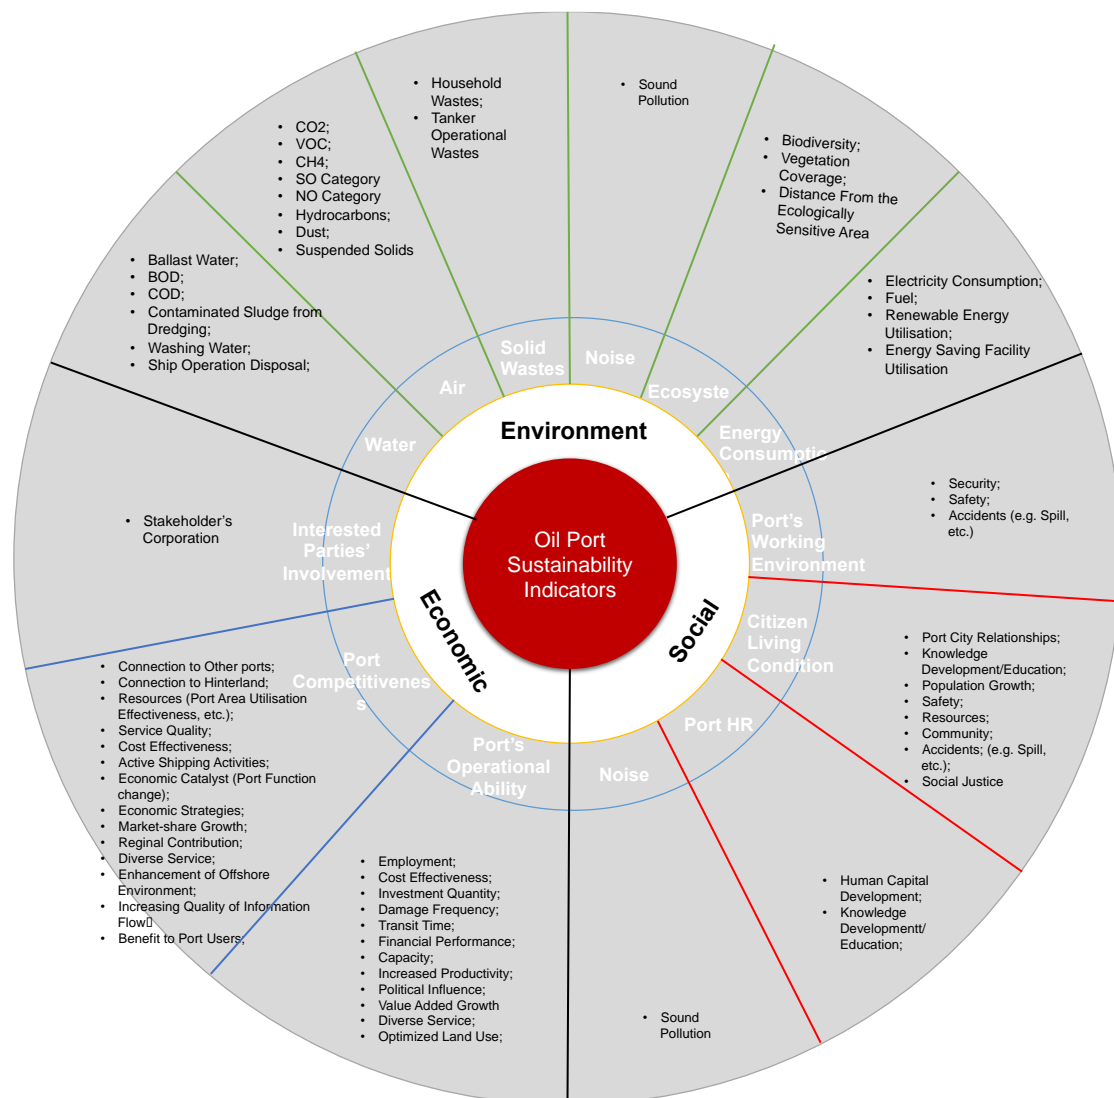 • Household
Wastes;
• Tanker
Operational
Wastes
• Sound
Pollution
• CO2;
• VOC;
• CH4;
• SO Category
• NO Category
• Hydrocarbons;
• Dust;
• Suspended Solids
• Biodiversity;
• Vegetation
Coverage;
• Distance From the
Ecologically
Sensitive Area
• Ballast Water;
• BOD;
• COD;
• Contaminated Sludge from
Dredging;
• Washing Water;
• Ship Operation Disposal;
• Electricity Consumption;
• Fuel;
• Renewable Energy
Utilisation;
• Energy Saving Facility
Utilisation
Solid
Wastes
Noise
Air
Ecosyste
Water
Energy
Consumptio
Environment
• Stakeholder's
Corporation
Interested
Parties'
Involvement
Oil Port
Sustainability
Indicators
Port's
Working
Environment
• Security;
• Safety;
• Accidents (e.g. Spill,
etc.)
Economic
Social
Citizen
Living
Condition
• Port City Relationships;
• Knowledge
Development/Education;
• Population Growth;
• Safety;
• Resources;
• Community;
• Accidents; (e.g. Spill,
etc.);
• Social Justice
Port
Competitivenes
s
• Connection to Other ports;
• Connection to Hinterland;
• Resources (Port Area Utilisation
Effectiveness, etc.);
• Service Quality;
• Cost Effectiveness;
• Active Shipping Activities;
• Economic Catalyst (Port Function
change);
• Economic Strategies;
• Market-share Growth;
• Reginal Contribution;
• Diverse Service;
• Enhancement of Offshore
Environment;
• Increasing Quality of Information
Flow
• Benefit to Port Users;
Port's
Operational
Ability
Noise
Port HR
• Employment;
• Cost Effectiveness;
• Investment Quantity;
• Damage Frequency;
• Transit Time;
• Financial Performance;
• Capacity;
• Increased Productivity;
• Political Influence;
• Value Added Growth
• Diverse Service;
• Optimized Land Use;
• Sound
Pollution
• Human Capital
Development;
• Knowledge
Developmentt/
Education;